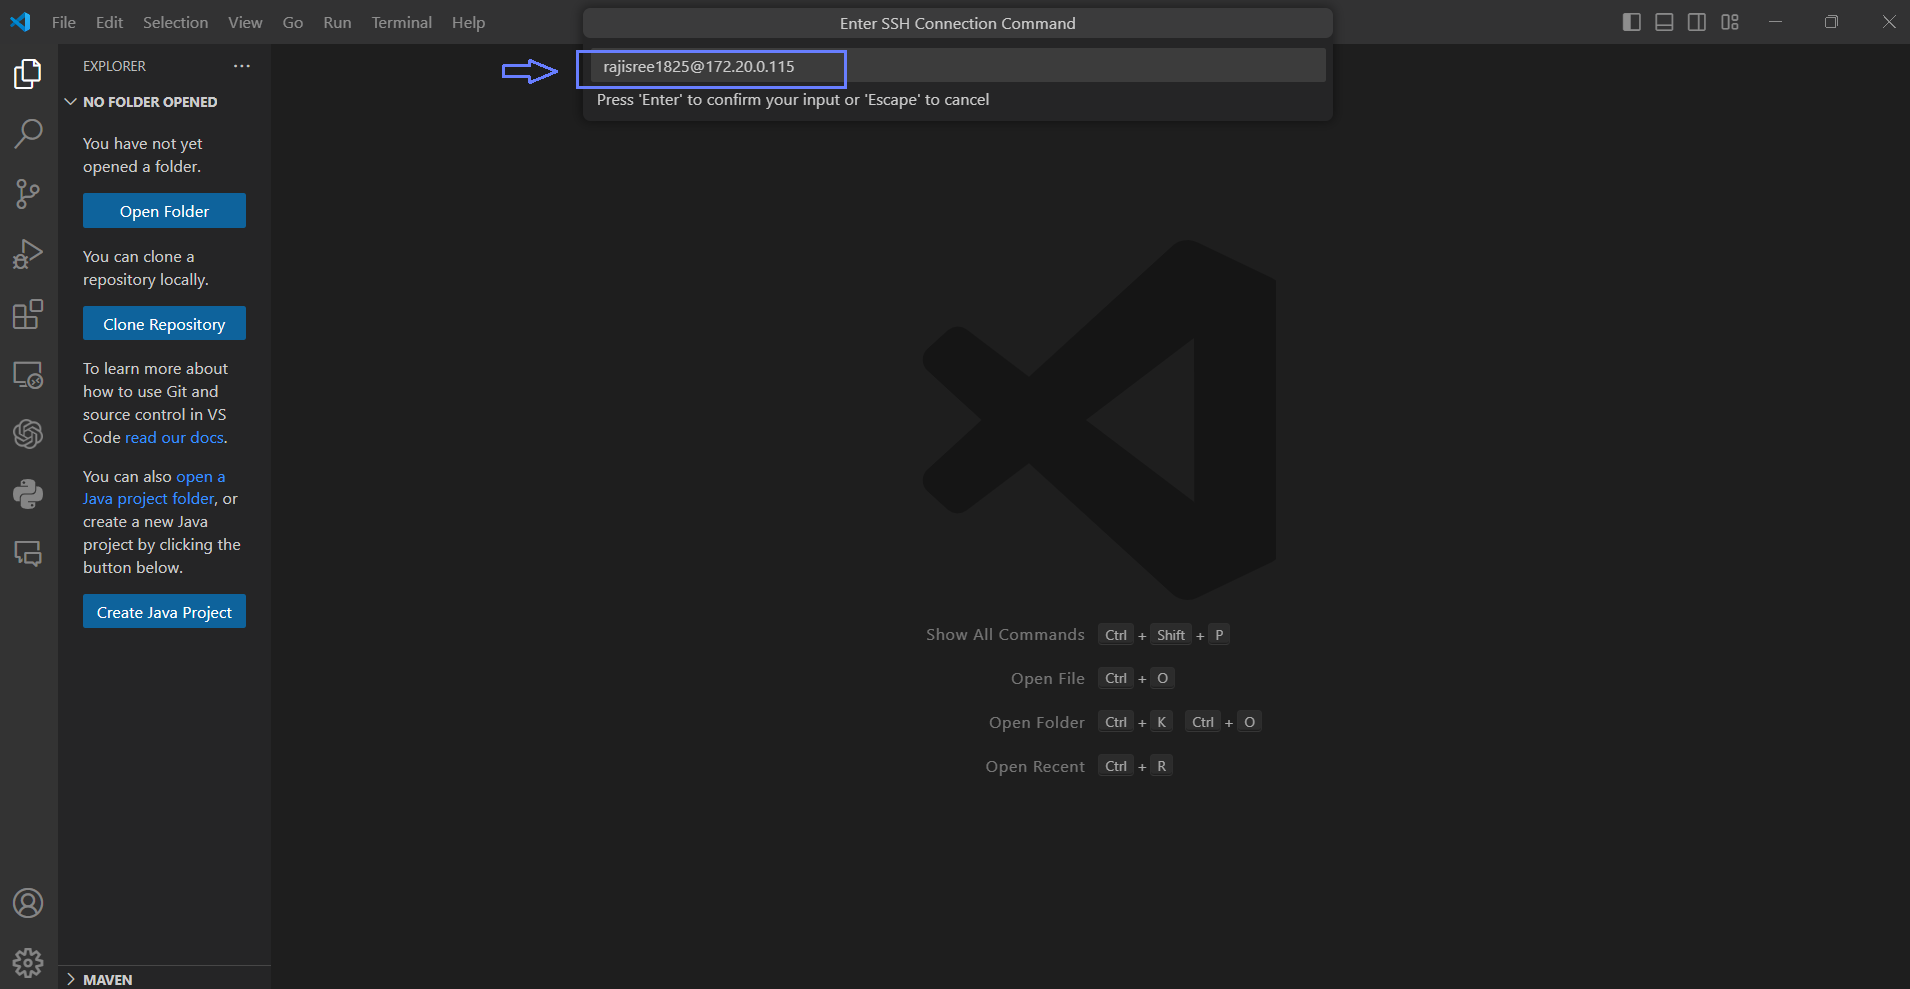 File Edit Selection View Go Run Terminal Help
Enter SSH Connection Command
rajisree1825@172.20.0.115
Press 'Enter' to confirm your input or 'Escape' to cancel
EXPLORER
NO FOLDER OPENED
You have not yet
opened a folder.
Open Folder
You can clone a
repository locally.
Clone Repository
To learn more about
how to use Git and
source control in VS
Code read our docs.
You can also open a
Java project folder, or
create a new Java
project by clicking the
button below.
Create Java Project
MAVEN
Show All Commands Ctrl + Shift + P
Open File Ctrl + O
Open Folder Ctrl + K Ctrl + O
Open Recent Ctrl + R